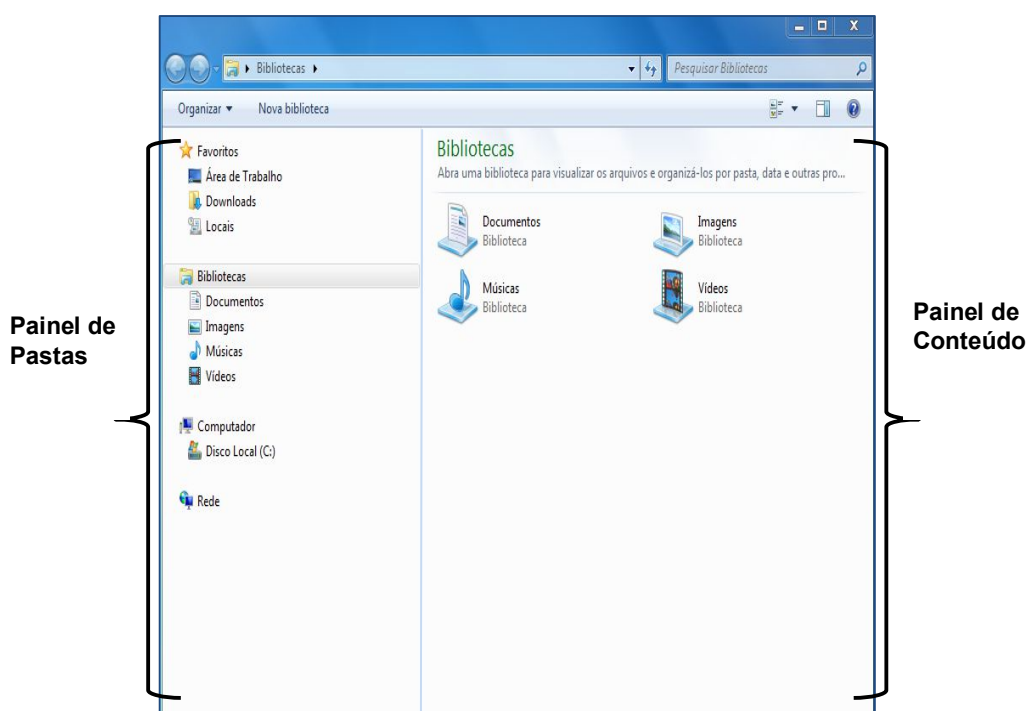 Bibliotecas
Pesquisar Bibliotecas
Organizar
Nova biblioteca
Favoritos
Área de Trabalho
Downloads
Locais
Bibliotecas
Documentos
Imagens
Músicas
Vídeos
Computador
Disco Local (C:)
Rede
Bibliotecas
Abra uma biblioteca para visualizar os arquivos e organizá-los por pasta, data e outras pro...
Documentos
Biblioteca
Imagens
Biblioteca
Músicas
Biblioteca
Vídeos
Biblioteca
Painel de
Pastas
Painel de
Conteúdo